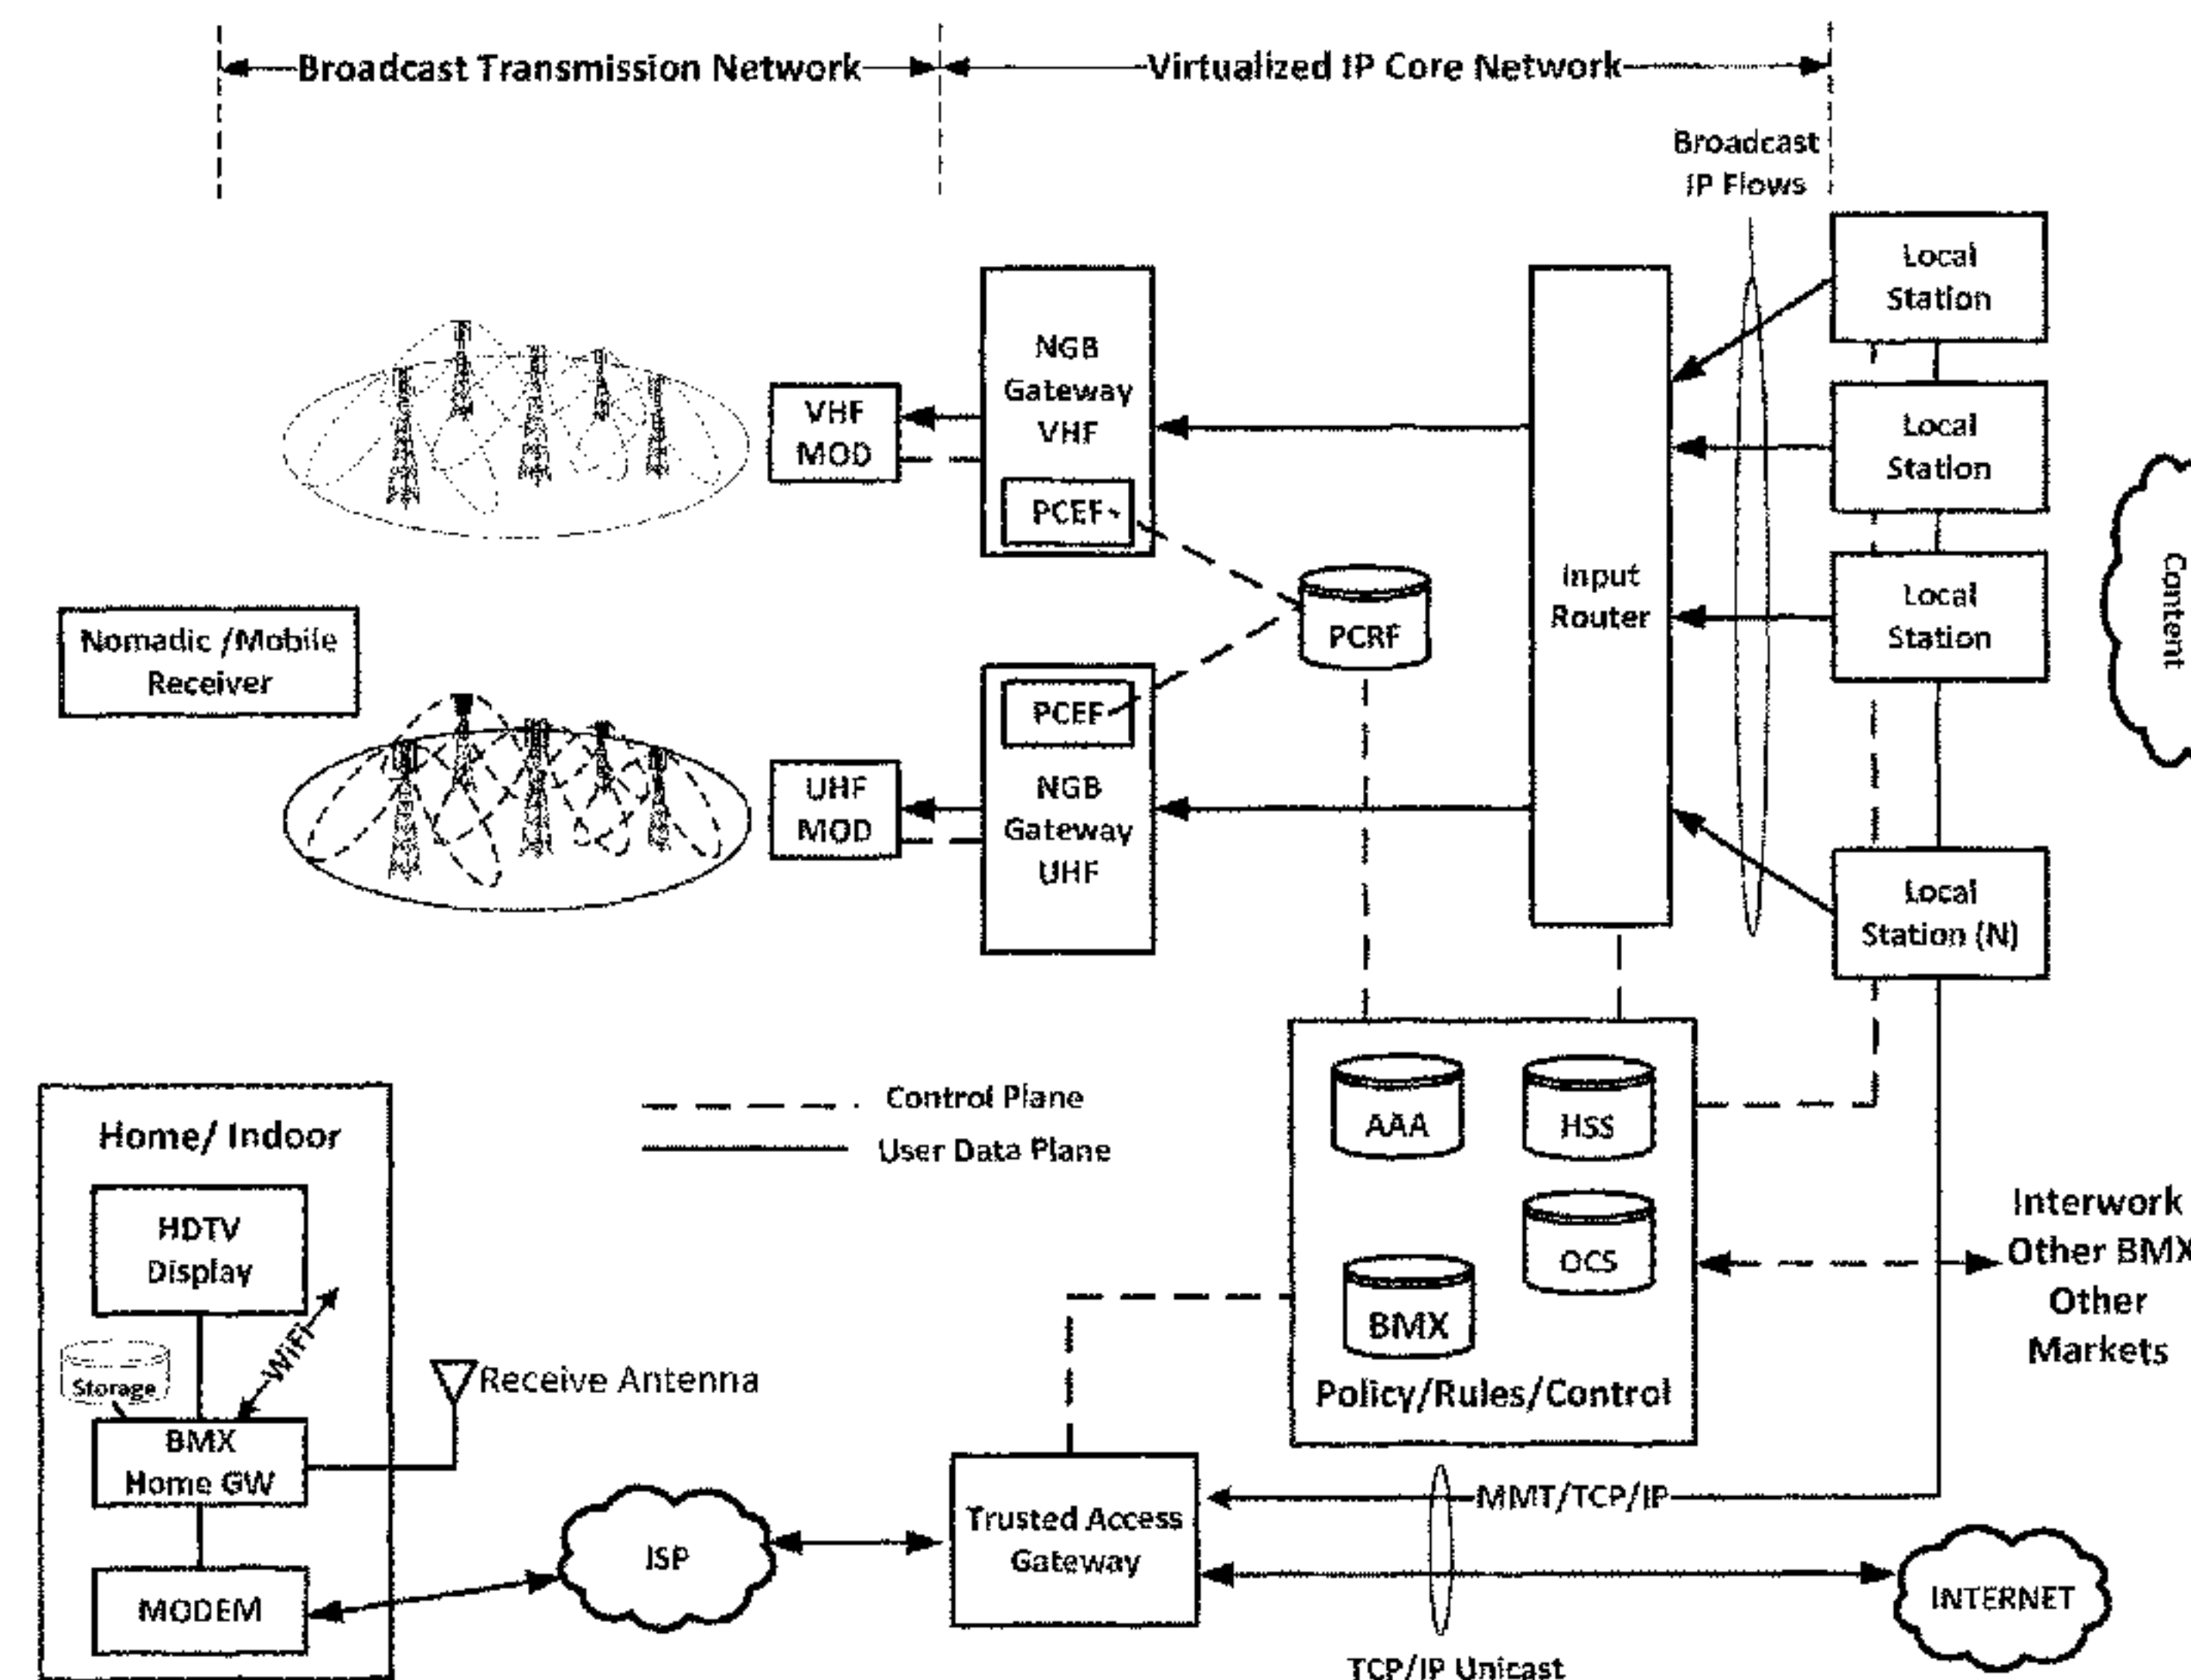 Broadcast Transmission Network
Virtualized IP Core Network
Broadcast
IP Flows
Local
Station
NGB
Gateway
VHF
PCEF
VHF
MOD
Local
Station
Input
Router
PCRF
Local
Station
Content
Nomadic /Mobile
Receiver
PCEF
NGB
Gateway
UHF
UHF
MOD
Local
Station (N)
Control Plane
User Data Plane
AAA
HSS
OCS
BMX
Policy/Rules/Control
Interwork
Other BMX
Other
Markets
Home/ Indoor
HDTV
Display
WiFi
Storage
BMX
Home GW
MODEM
Receive Antenna
ISP
Trusted Access
Gateway
MMT/TCP/IP
INTERNET
TCP/IP Unicast